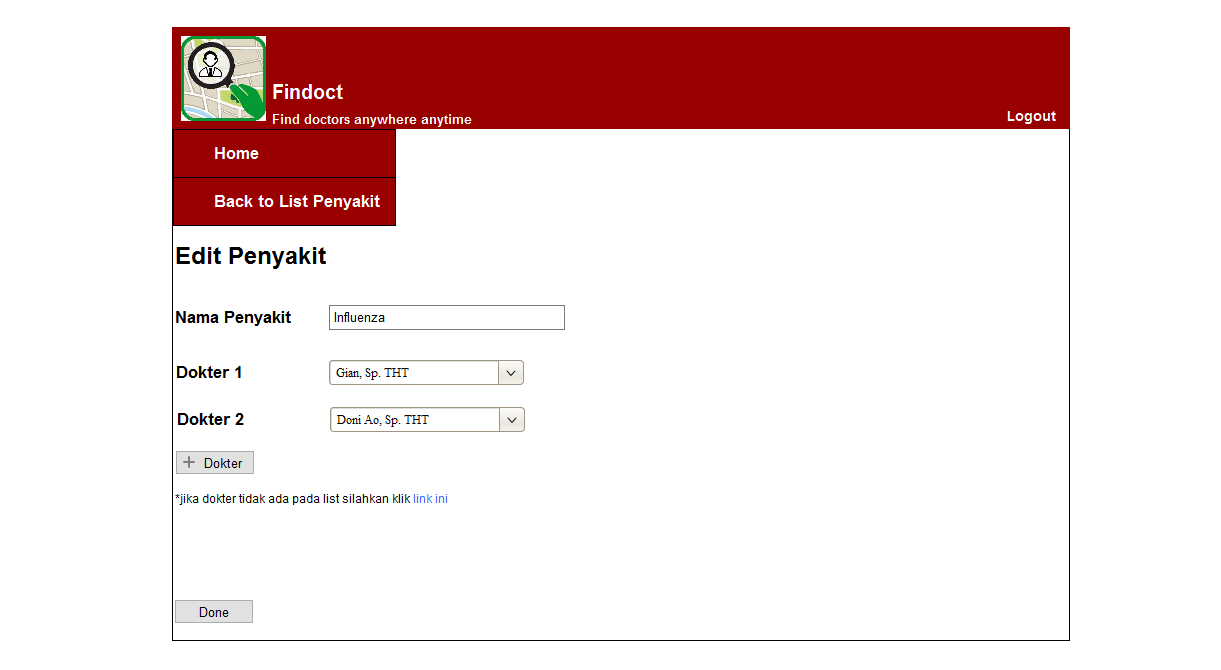 Findoct
Find doctors anywhere anytime
Logout
Home
Back to List Penyakit
Edit Penyakit
Nama Penyakit Influenza
Dokter 1 Gian, Sp. THT
Dokter 2 Doni Ao, Sp. THT
+ Dokter
*jika dokter tidak ada pada list silahkan klik link ini
Done